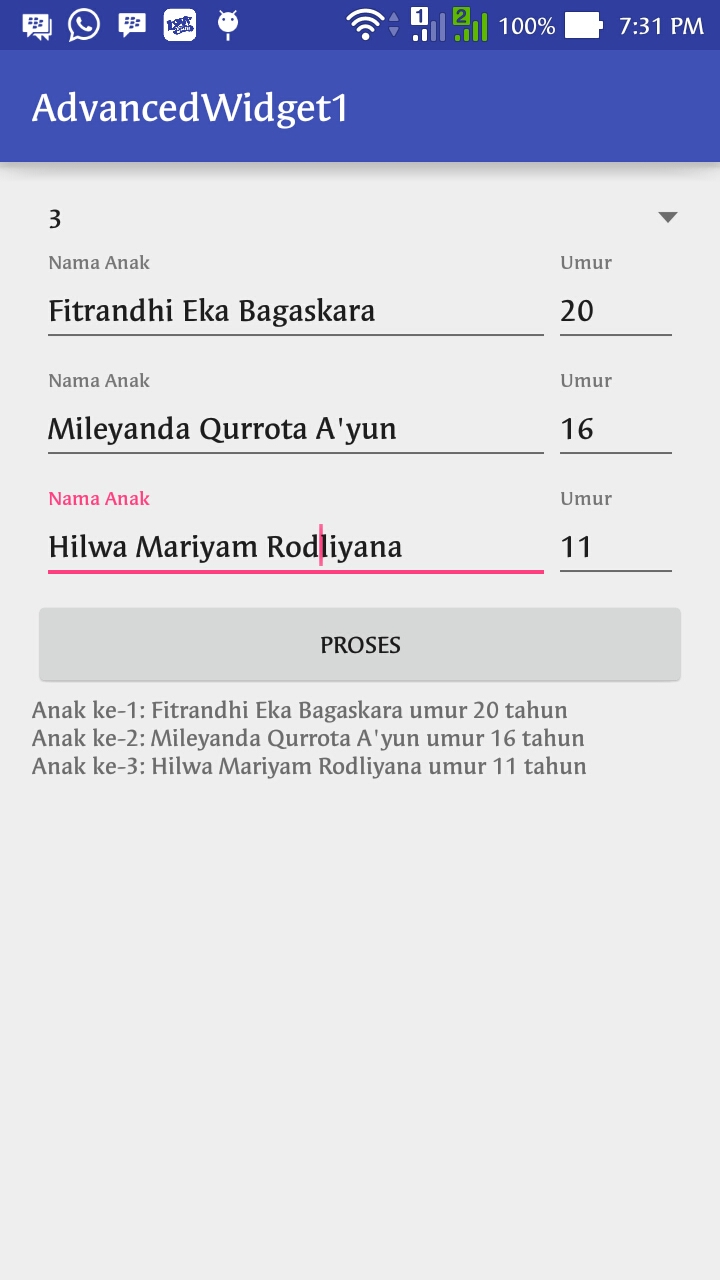 1 2 100% 7:31 PM
AdvancedWidget1
3
Nama Anak Umur
Fitrandhi Eka Bagaskara 20
Nama Anak Umur
Mileyanda Qurrota A'yun 16
Nama Anak Umur
Hilwa Mariyam Rodliyana 11
PROSES
Anak ke-1: Fitrandhi Eka Bagaskara umur 20 tahun
Anak ke-2: Mileyanda Qurrota A'yun umur 16 tahun
Anak ke-3: Hilwa Mariyam Rodliyana umur 11 tahun